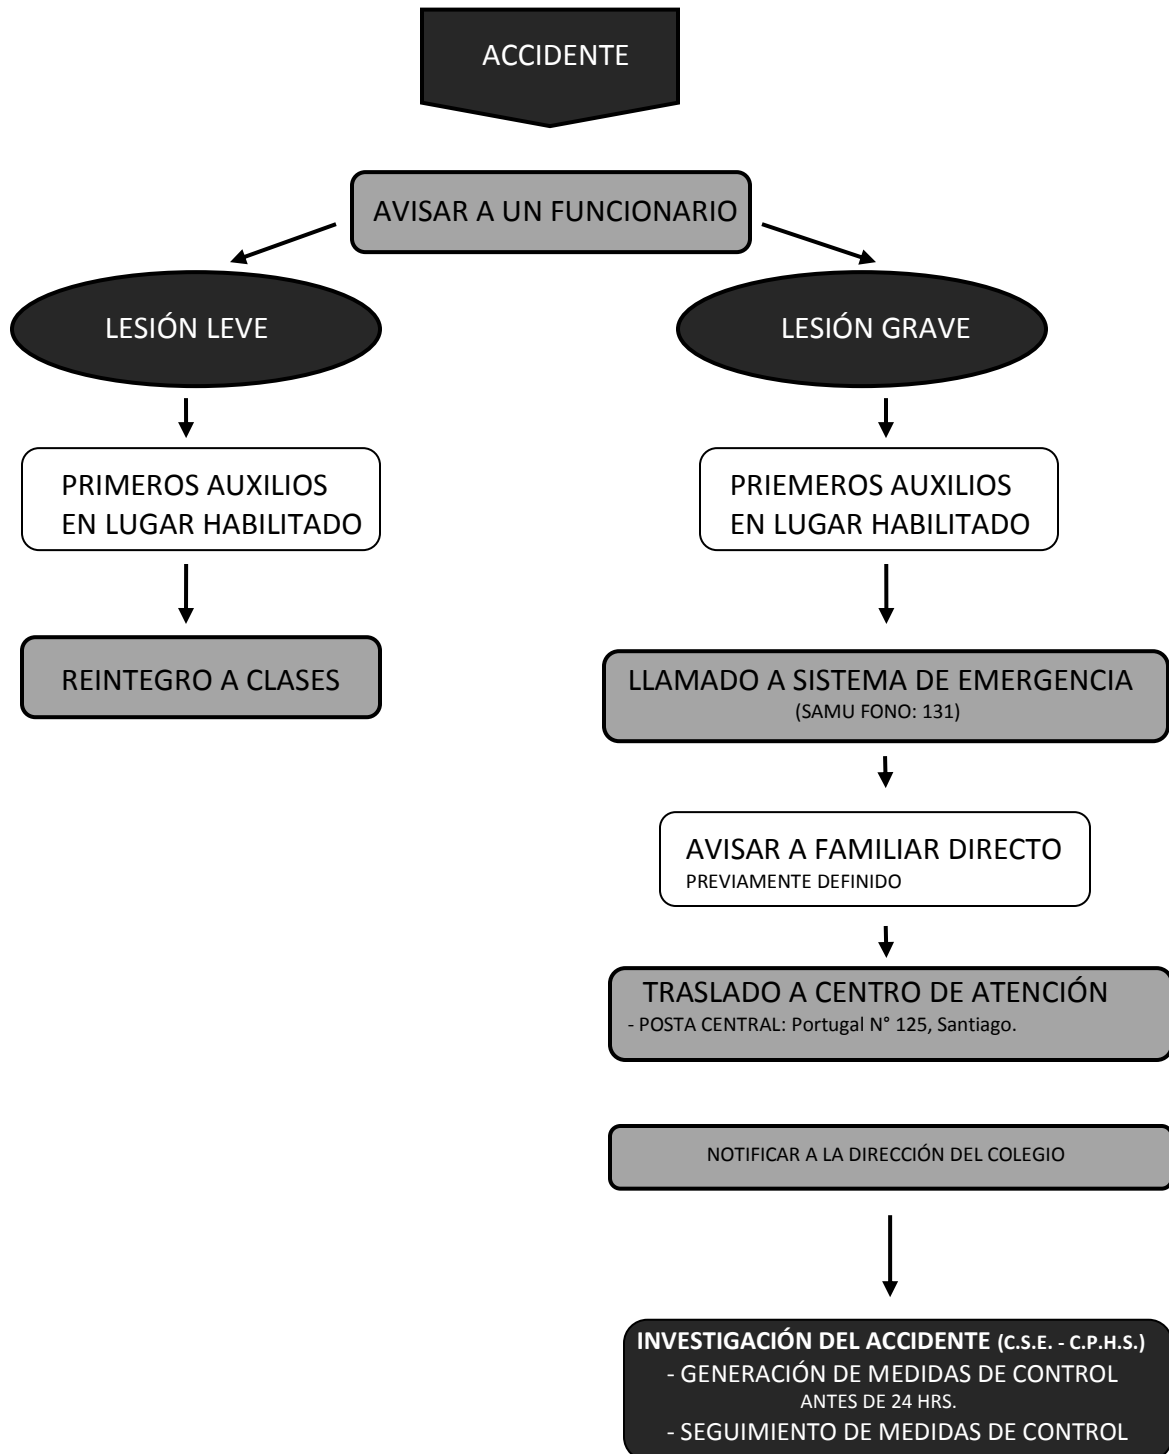 ACCIDENTE
AVISAR A UN FUNCIONARIO
LESIÓN LEVE
LESIÓN GRAVE
PRIMEROS AUXILIOS
EN LUGAR HABILITADO
PRIEMEROS AUXILIOS
EN LUGAR HABILITADO
REINTEGRO A CLASES
LLAMADO A SISTEMA DE EMERGENCIA
(SAMU FONO: 131)
AVISAR A FAMILIAR DIRECTO
PREVIAMENTE DEFINIDO
TRASLADO A CENTRO DE ATENCIÓN
- POSTA CENTRAL: Portugal N° 125, Santiago.
NOTIFICAR A LA DIRECCIÓN DEL COLEGIO
INVESTIGACIÓN DEL ACCIDENTE (C.S.E. - C.P.H.S.)
- GENERACIÓN DE MEDIDAS DE CONTROL
ANTES DE 24 HRS.
- SEGUIMIENTO DE MEDIDAS DE CONTROL